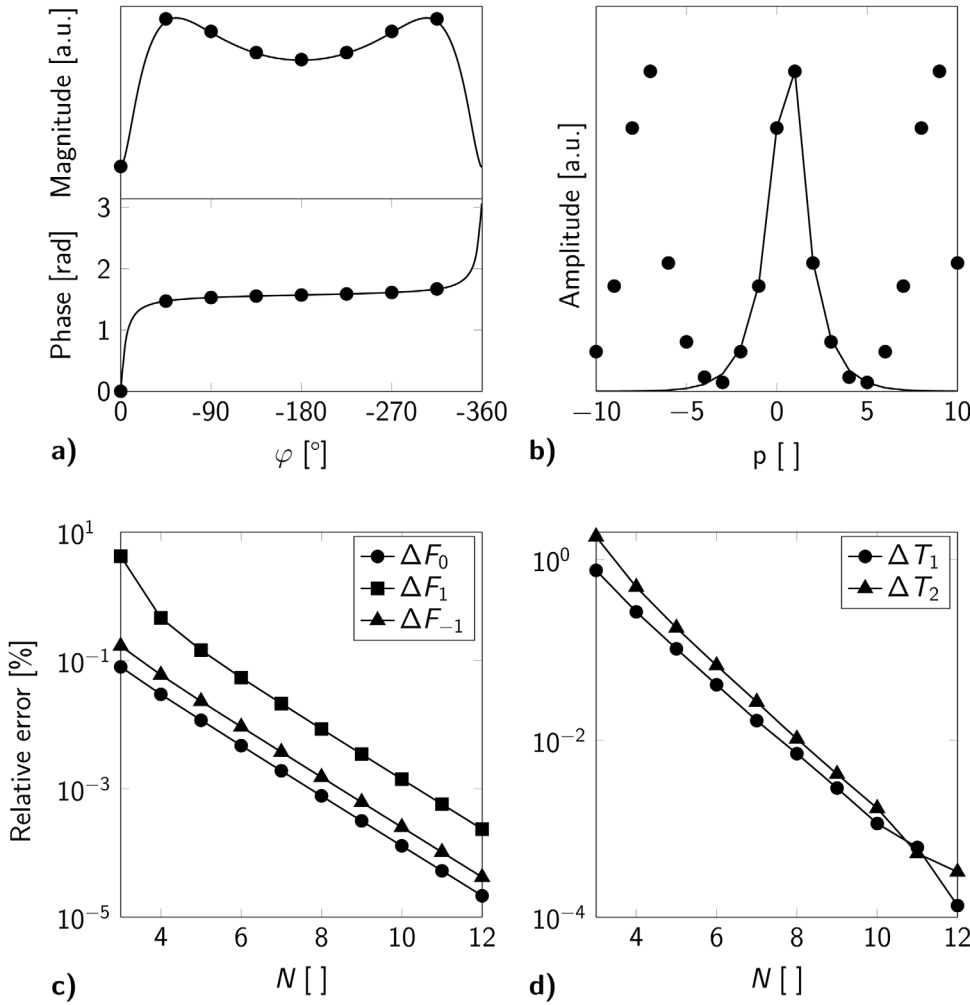 Magnitude [a.u.]
Phase [rad]
3
2
1
0
0 -90 -180 -270 -360
φ [°]
a)
Amplitude [a.u.]
−10 −5 0 5 10
p [ ]
b)
Relative error [%]
10^1
10^−1
10^−3
10^−5
ΔF_0
ΔF_1
ΔF_−1
4 6 8 10 12
N [ ]
c)
10^0
10^−2
10^−4
ΔT_1
ΔT_2
4 6 8 10 12
N [ ]
d)